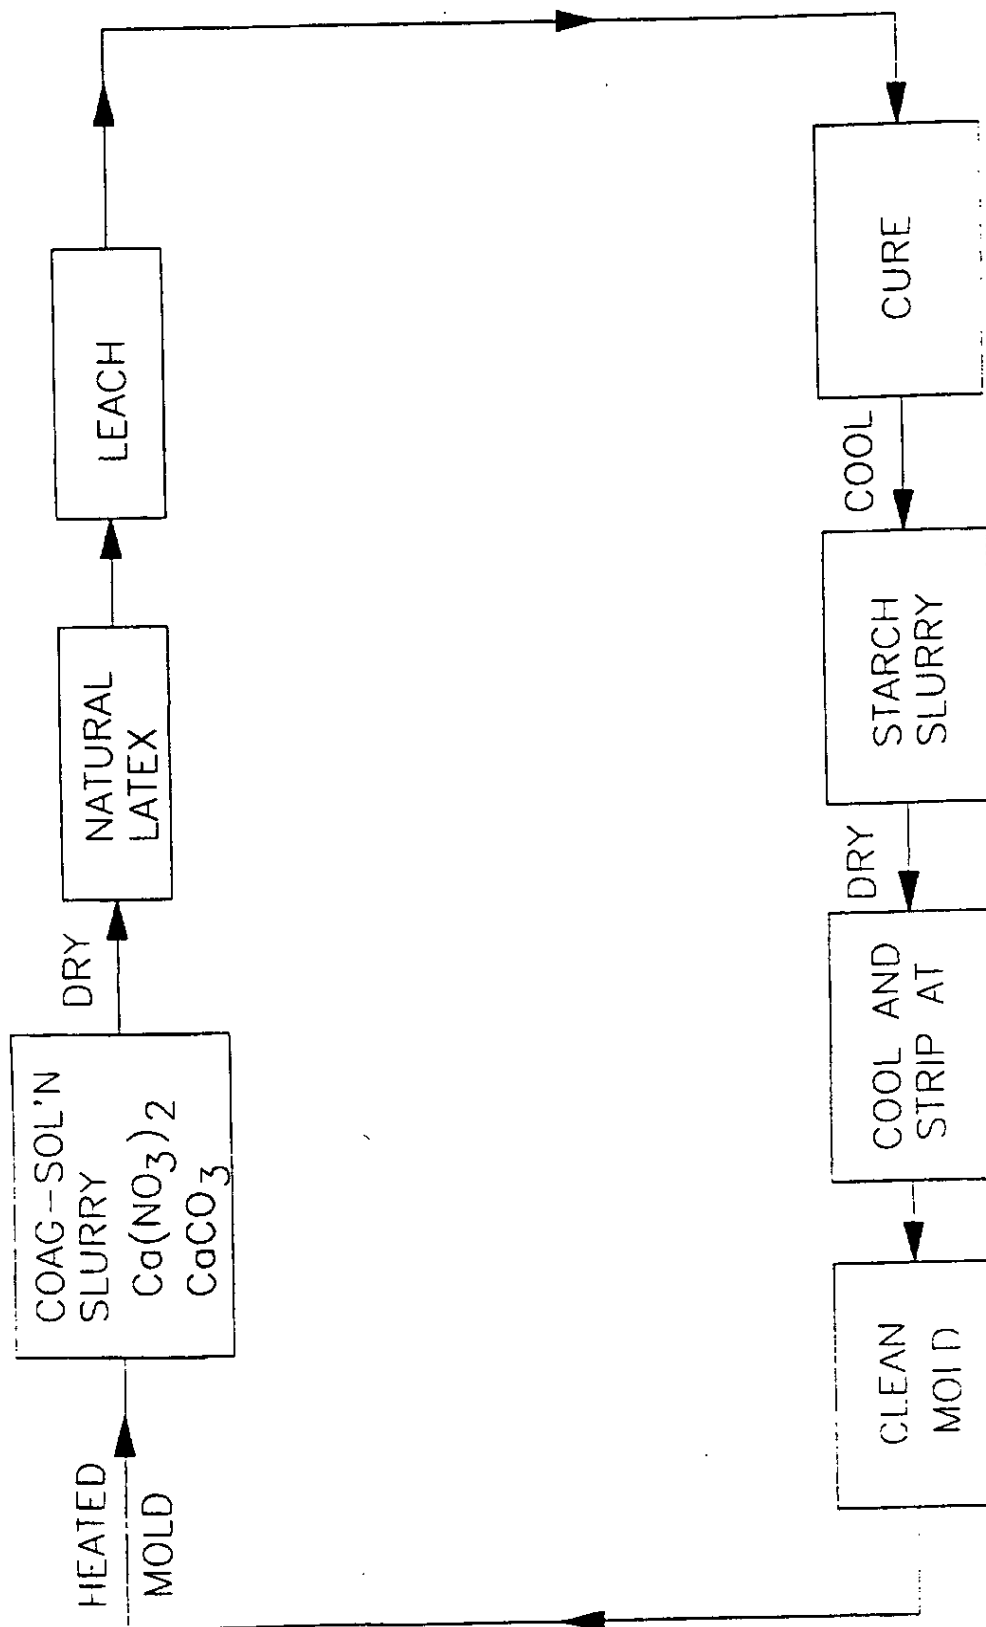 HEATED
MOLD
COAG-SOL'N
SLURRY
Ca(NO3)2
CaCO3
DRY
NATURAL
LATEX
LEACH
CURE
COOL
STARCH
SLURRY
DRY
COOL AND
STRIP AT
CLEAN
MOLD